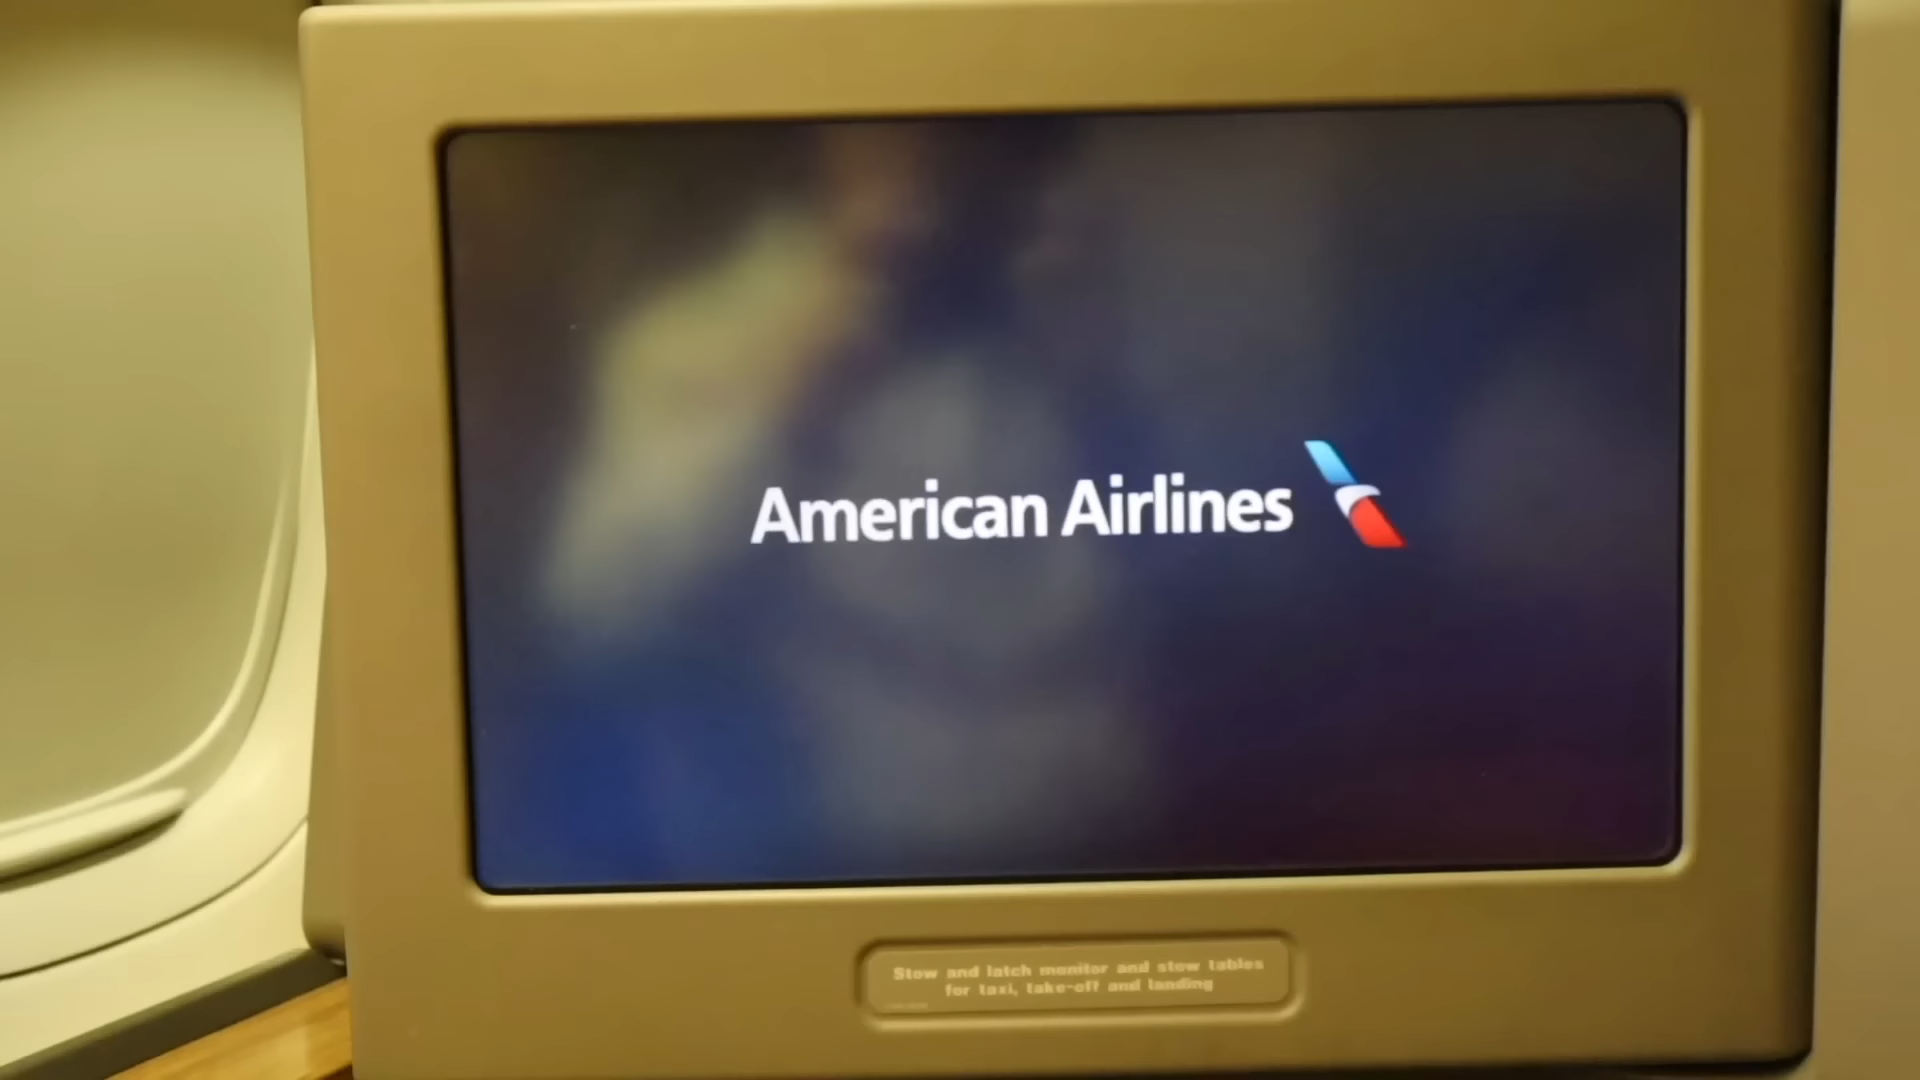 American Airlines
Stow and latch monitor and stow tables
for taxi, take-off and landing